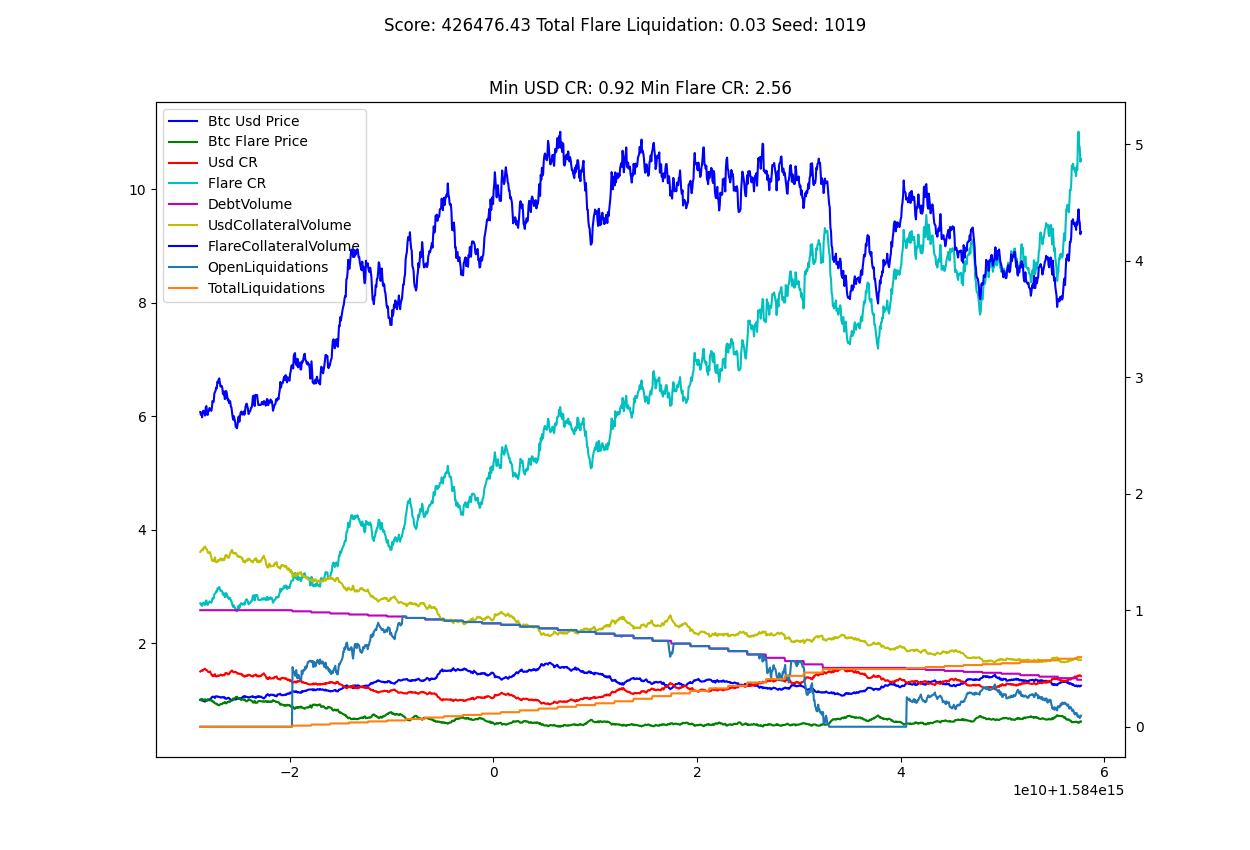 Score: 426476.43 Total Flare Liquidation: 0.03 Seed: 1019
Min USD CR: 0.92 Min Flare CR: 2.56
Btc Usd Price
Btc Flare Price
Usd CR
Flare CR
DebtVolume
UsdCollateralVolume
FlareCollateralVolume
OpenLiquidations
TotalLiquidations
10
8
6
4
2
5
4
3
2
1
0
−2
0
2
4
6
1e10+1.584e15